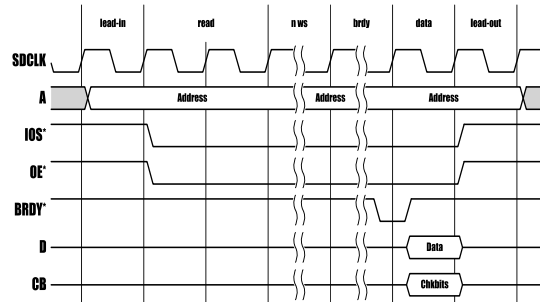 lead-in read n ws brdy data lead-out
SDCLK
A Address Address Address
IOS*
OE*
BRDY*
D Data
CB Chkbits